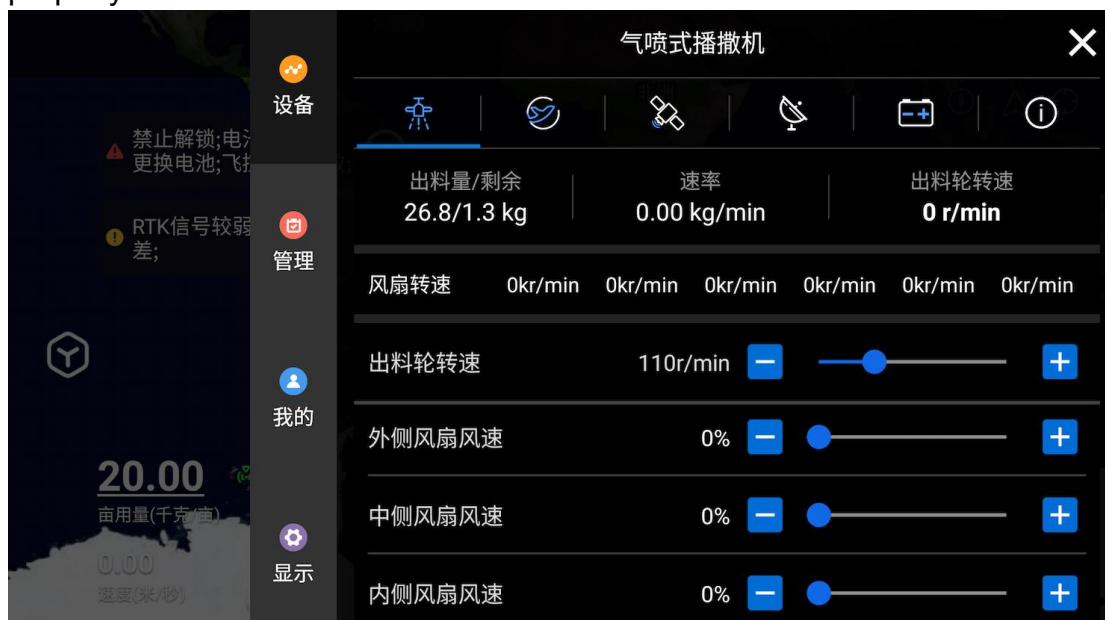 气喷式播撒机
设备
管理
我的
显示
禁止解锁;电
更换电池;飞
RTK信号较弱
差;
出料量/剩余
26.8/1.3 kg
速率
0.00 kg/min
出料轮转速
0 r/min
风扇转速 0kr/min 0kr/min 0kr/min 0kr/min 0kr/min 0kr/min
出料轮转速 110r/min
外侧风扇风速 0%
中侧风扇风速 0%
内侧风扇风速 0%
20.00
亩用量(千克/亩)
0.00
速度(米/秒)